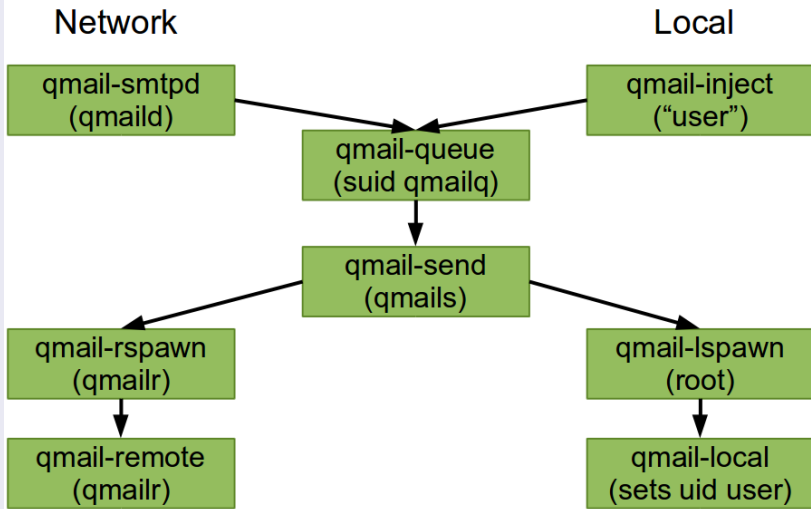 Network
Local
qmail-smtpd
(qmaild)
qmail-inject
(“user”)
qmail-queue
(suid qmailq)
qmail-send
(qmails)
qmail-rspawn
(qmailr)
qmail-lspawn
(root)
qmail-remote
(qmailr)
qmail-local
(sets uid user)